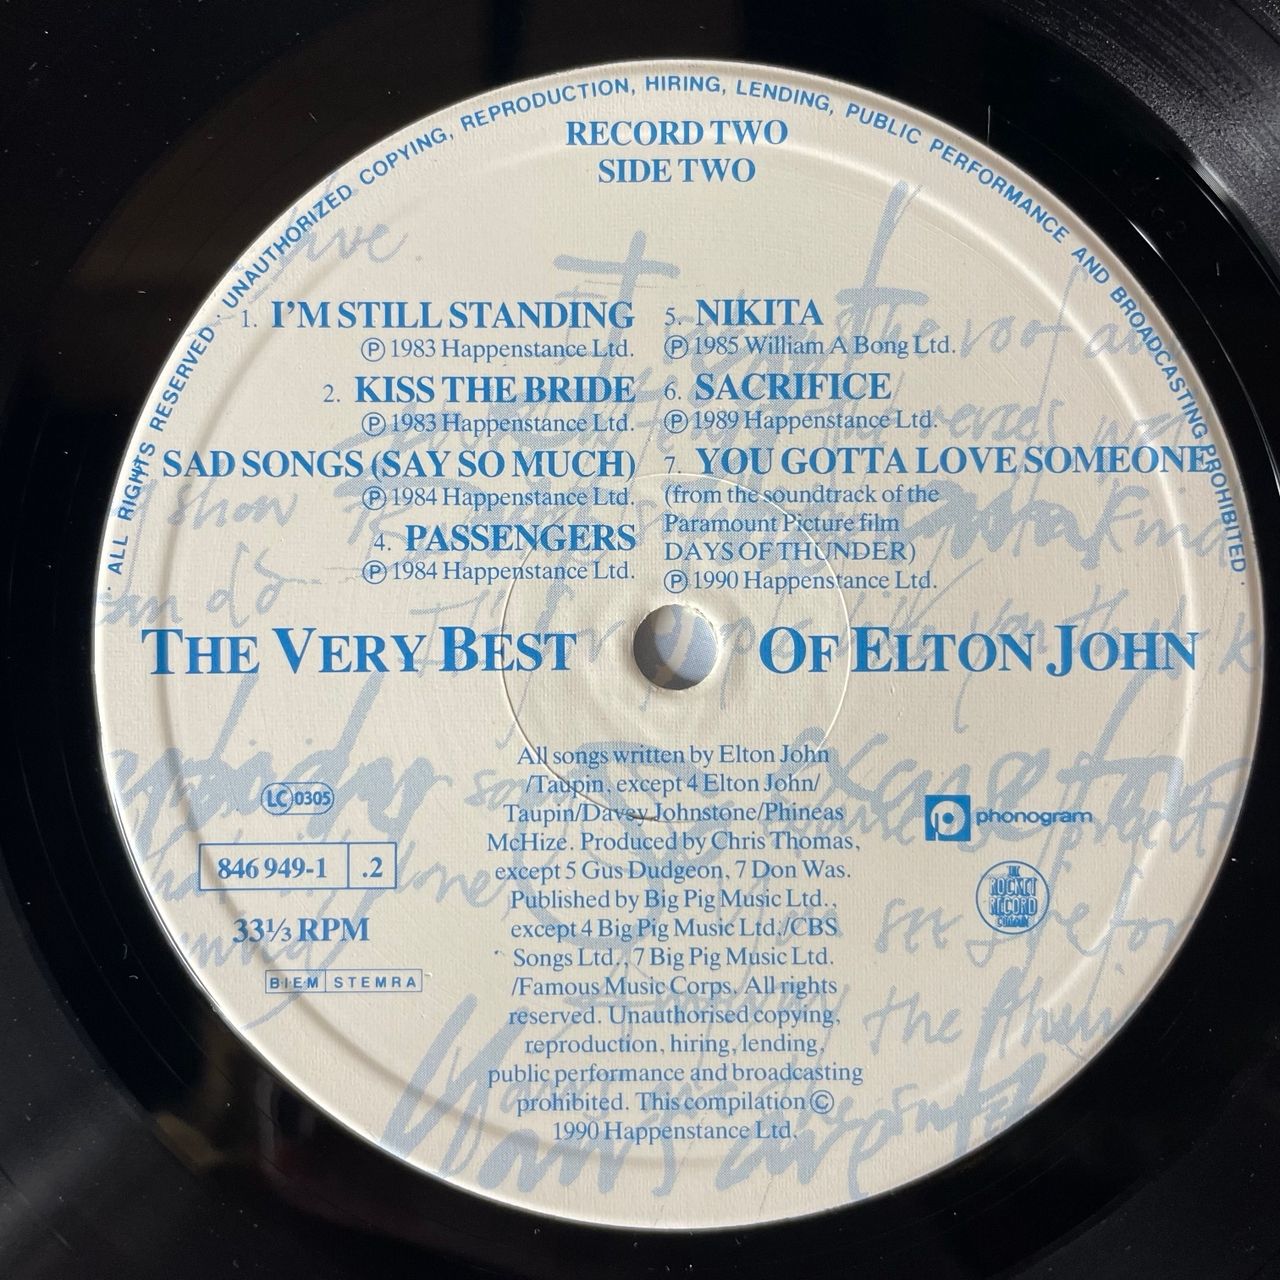 · ALL RIGHTS RESERVED · UNAUTHORIZED COPYING, REPRODUCTION, HIRING, LENDING, PUBLIC PERFORMANCE AND BROADCASTING PROHIBITED ·
RECORD TWO
SIDE TWO
1. I'M STILL STANDING
℗ 1983 Happenstance Ltd.
2. KISS THE BRIDE
℗ 1983 Happenstance Ltd.
SAD SONGS (SAY SO MUCH)
℗ 1984 Happenstance Ltd.
4. PASSENGERS
℗ 1984 Happenstance Ltd.
5. NIKITA
℗ 1985 William A Bong Ltd.
6. SACRIFICE
℗ 1989 Happenstance Ltd.
7. YOU GOTTA LOVE SOMEONE
(from the soundtrack of the
Paramount Picture film
DAYS OF THUNDER)
℗ 1990 Happenstance Ltd.
THE VERY BEST OF ELTON JOHN
LC 0305
846 949-1 .2
33⅓ RPM
BIEM STEMRA
All songs written by Elton John
/Taupin, except 4 Elton John/
Taupin/Davey Johnstone/Phineas
McHize. Produced by Chris Thomas,
except 5 Gus Dudgeon, 7 Don Was.
Published by Big Pig Music Ltd.,
except 4 Big Pig Music Ltd./CBS
Songs Ltd., 7 Big Pig Music Ltd.
/Famous Music Corps. All rights
reserved. Unauthorised copying,
reproduction, hiring, lending,
public performance and broadcasting
prohibited. This compilation ©
1990 Happenstance Ltd.
phonogram
THE
ROCKET
RECORD
COMPANY